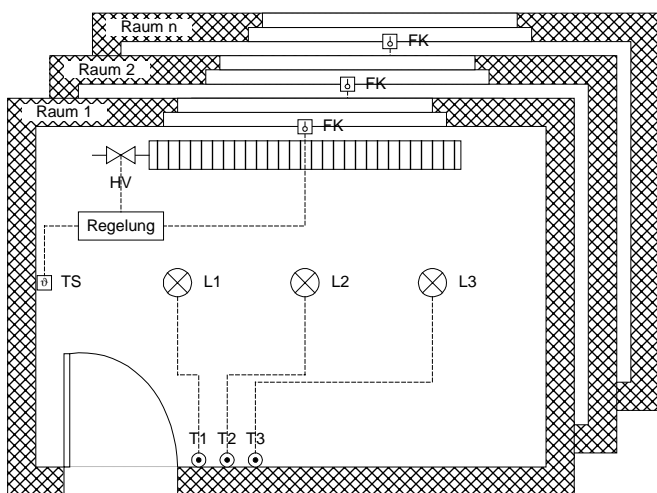 Raum n
FK
Raum 2
FK
Raum 1
FK
HV
Regelung
ϑ TS
L1 L2 L3
T1 T2 T3